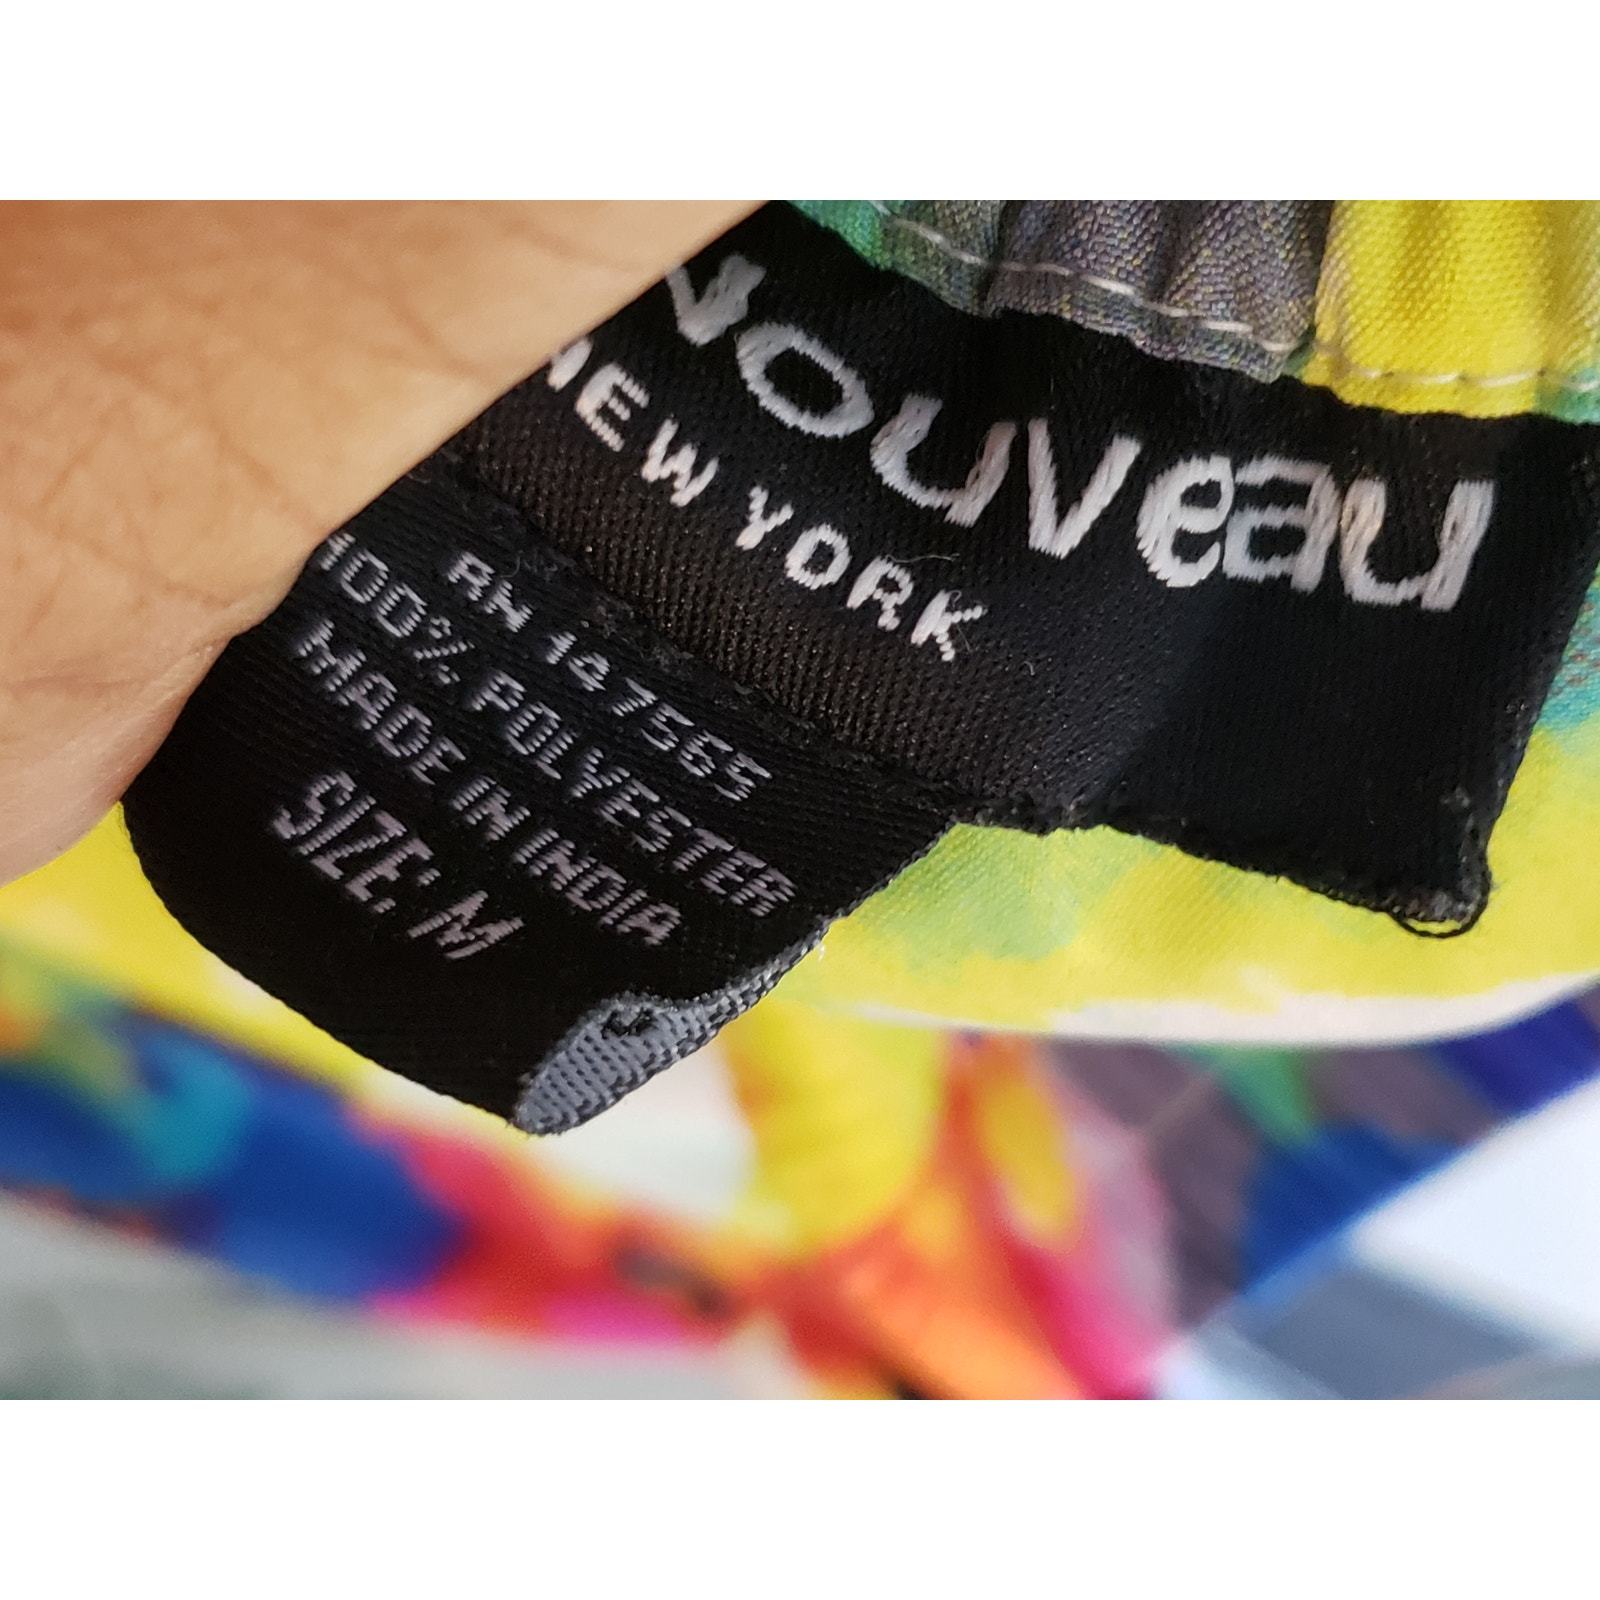 Nouveau
NEW YORK
RN 147565
100% POLYESTER
MADE IN INDIA
SIZE: M